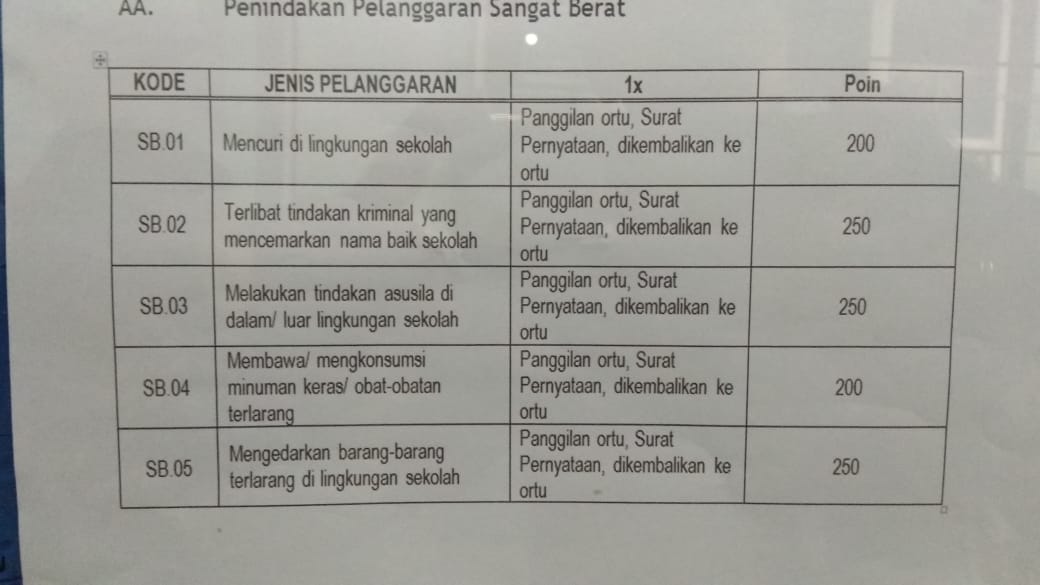 AA. Penindakan Pelanggaran Sangat Berat
KODE JENIS PELANGGARAN 1x Poin
SB.01 Mencuri di lingkungan sekolah Panggilan ortu, Surat
Pernyataan, dikembalikan ke
ortu 200
SB.02 Terlibat tindakan kriminal yang
mencemarkan nama baik sekolah Panggilan ortu, Surat
Pernyataan, dikembalikan ke
ortu 250
SB.03 Melakukan tindakan asusila di
dalam/ luar lingkungan sekolah Panggilan ortu, Surat
Pernyataan, dikembalikan ke
ortu 250
SB.04 Membawa/ mengkonsumsi
minuman keras/ obat-obatan
terlarang Panggilan ortu, Surat
Pernyataan, dikembalikan ke
ortu 200
SB.05 Mengedarkan barang-barang
terlarang di lingkungan sekolah Panggilan ortu, Surat
Pernyataan, dikembalikan ke
ortu 250